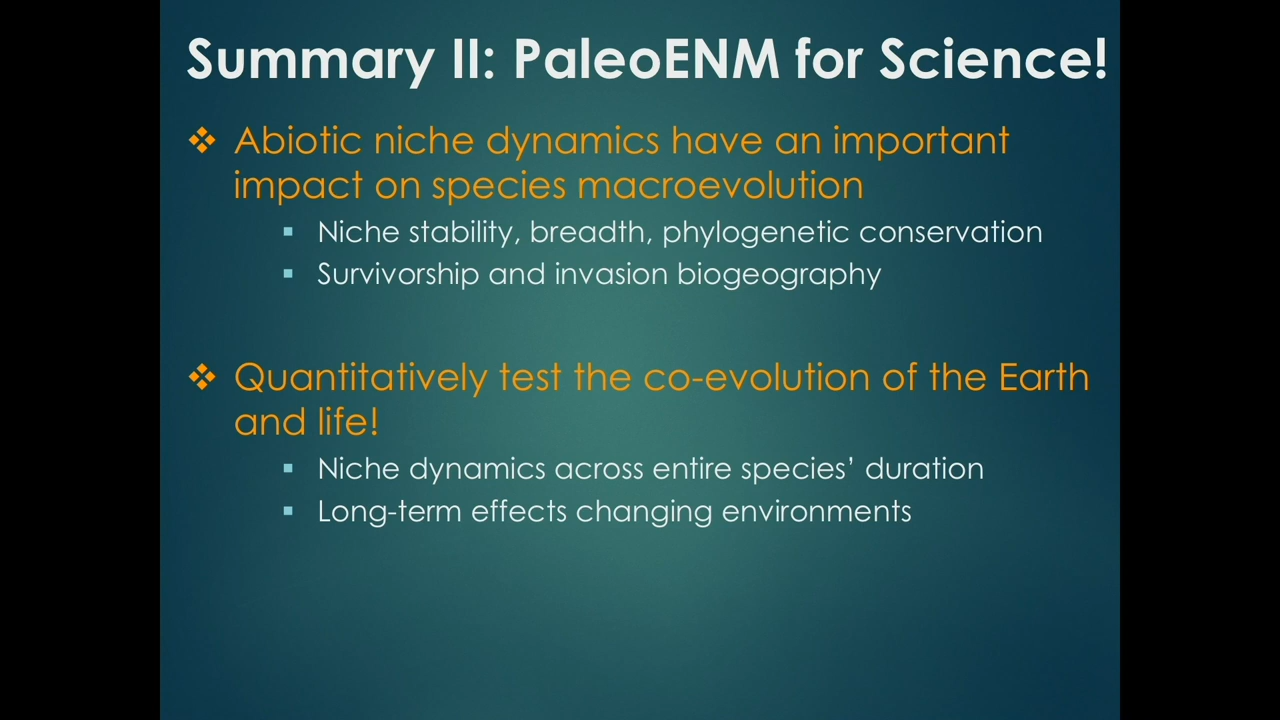 Summary II: PaleoENM for Science!
❖ Abiotic niche dynamics have an important
impact on species macroevolution
▪ Niche stability, breadth, phylogenetic conservation
▪ Survivorship and invasion biogeography
❖ Quantitatively test the co-evolution of the Earth
and life!
▪ Niche dynamics across entire species’ duration
▪ Long-term effects changing environments